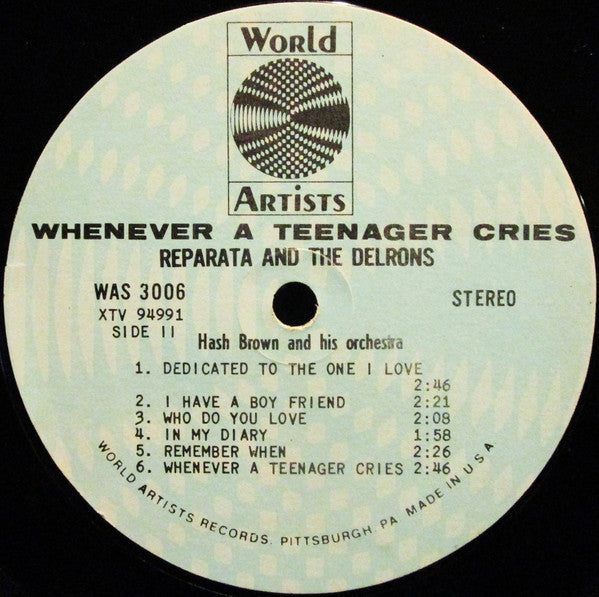 World
Artists
WHENEVER A TEENAGER CRIES
REPARATA AND THE DELRONS
WAS 3006
STEREO
XTV 94991
SIDE II
Hash Brown and his orchestra
1. DEDICATED TO THE ONE I LOVE
2:46
2. I HAVE A BOY FRIEND 2:21
3. WHO DO YOU LOVE 2:08
4. IN MY DIARY 1:58
5. REMEMBER WHEN 2:26
6. WHENEVER A TEENAGER CRIES 2:46
WORLD ARTISTS RECORDS, PITTSBURGH, PA. MADE IN U S A